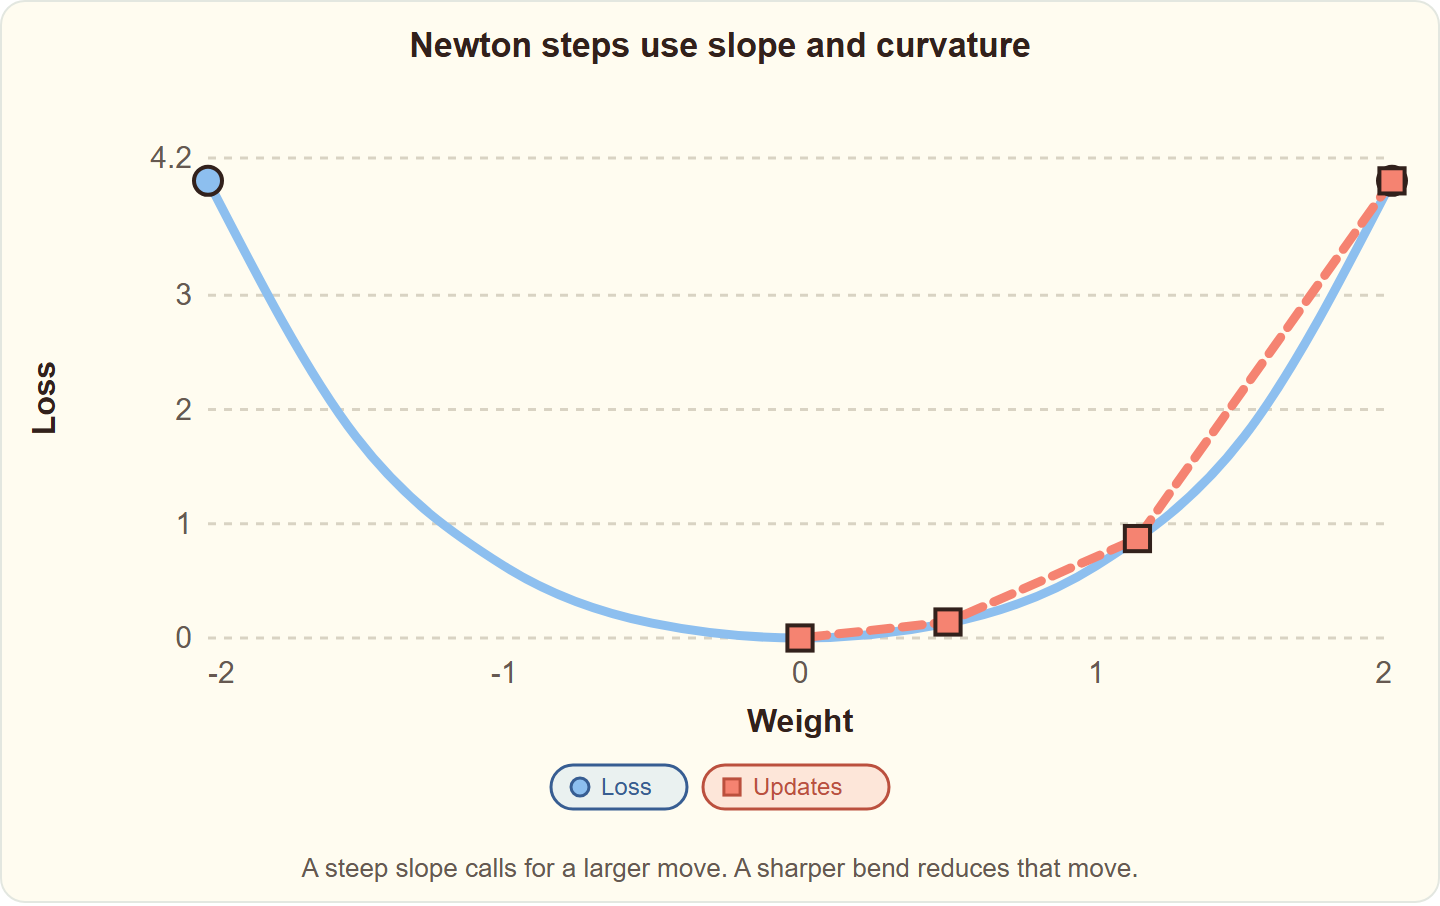 Newton steps use slope and curvature
4.2
3
2
1
0
Loss
-2 -1 0 1 2
Weight
Loss Updates
A steep slope calls for a larger move. A sharper bend reduces that move.